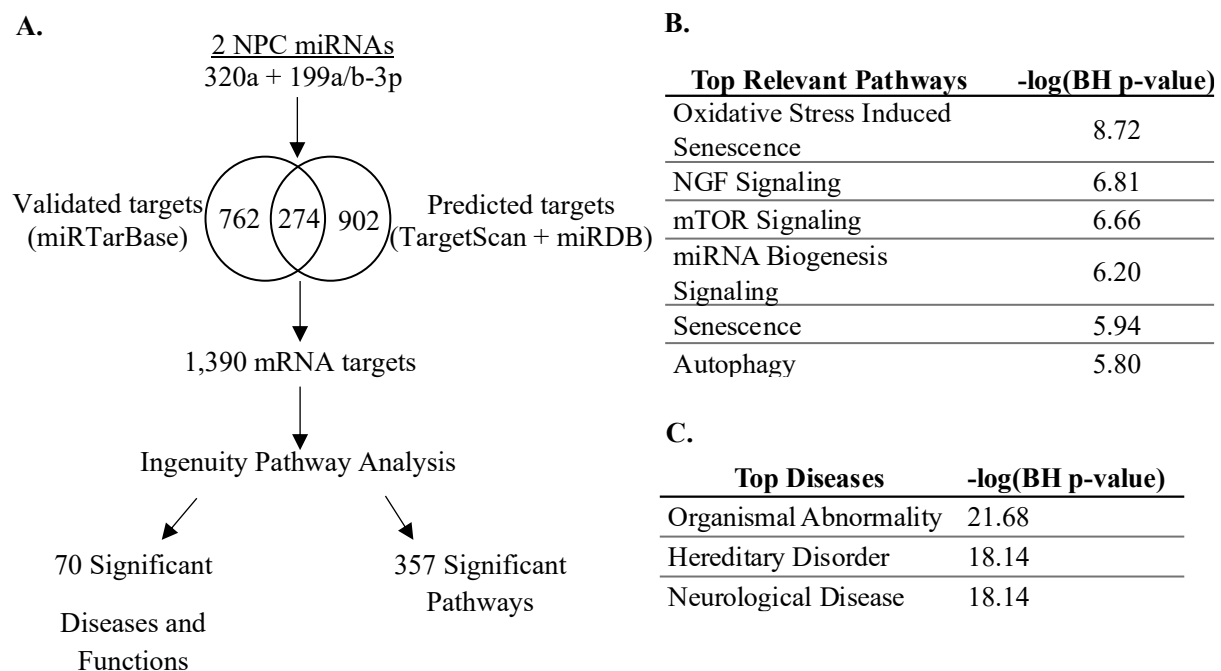 A.
2 NPC miRNAs
320a + 199a/b-3p
Validated targets
(miRTarBase)
762 274 902
Predicted targets
(TargetScan + miRDB)
1,390 mRNA targets
Ingenuity Pathway Analysis
70 Significant
Diseases and
Functions
357 Significant
Pathways
B.
Top Relevant Pathways -log(BH p-value)
Oxidative Stress Induced
Senescence
8.72
NGF Signaling 6.81
mTOR Signaling 6.66
miRNA Biogenesis
Signaling
6.20
Senescence 5.94
Autophagy 5.80
C.
Top Diseases -log(BH p-value)
Organismal Abnormality 21.68
Hereditary Disorder 18.14
Neurological Disease 18.14